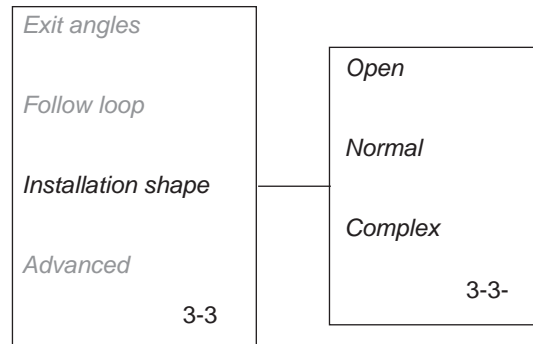 Exit angles
Follow loop
Installation shape
Advanced
3-3
Open
Normal
Complex
3-3-